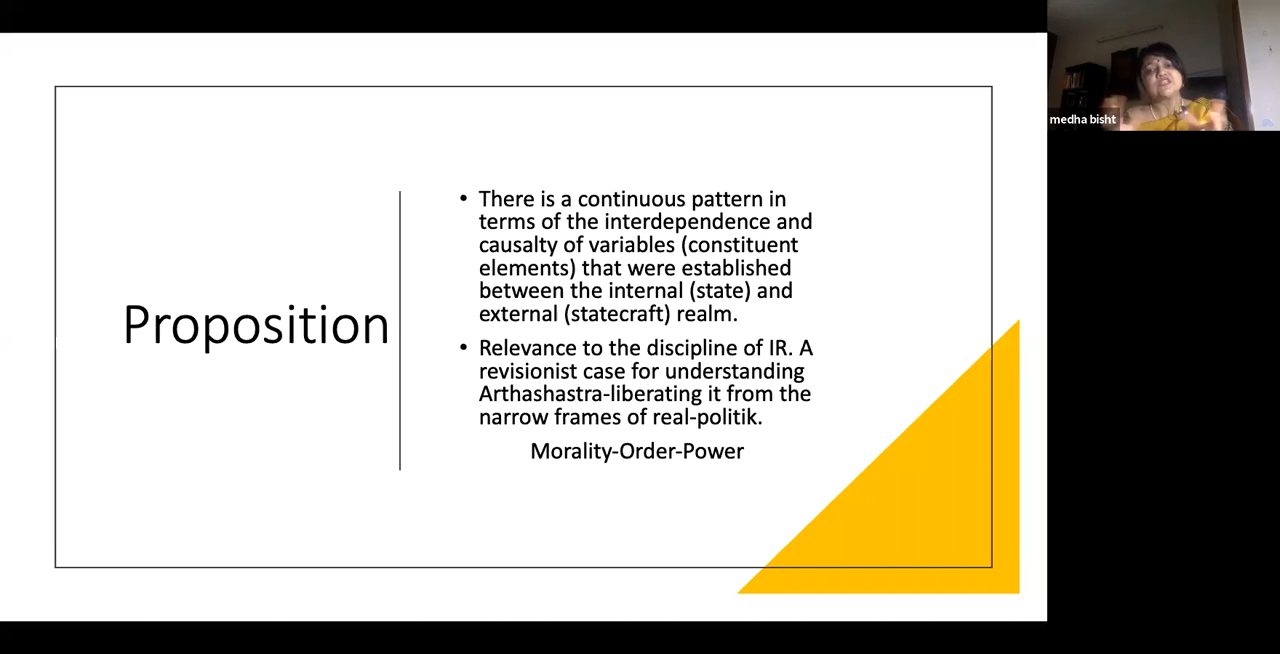 Proposition
• There is a continuous pattern in
terms of the interdependence and
causalty of variables (constituent
elements) that were established
between the internal (state) and
external (statecraft) realm.
• Relevance to the discipline of IR. A
revisionist case for understanding
Arthashastra-liberating it from the
narrow frames of real-politik.
Morality-Order-Power
medha bisht